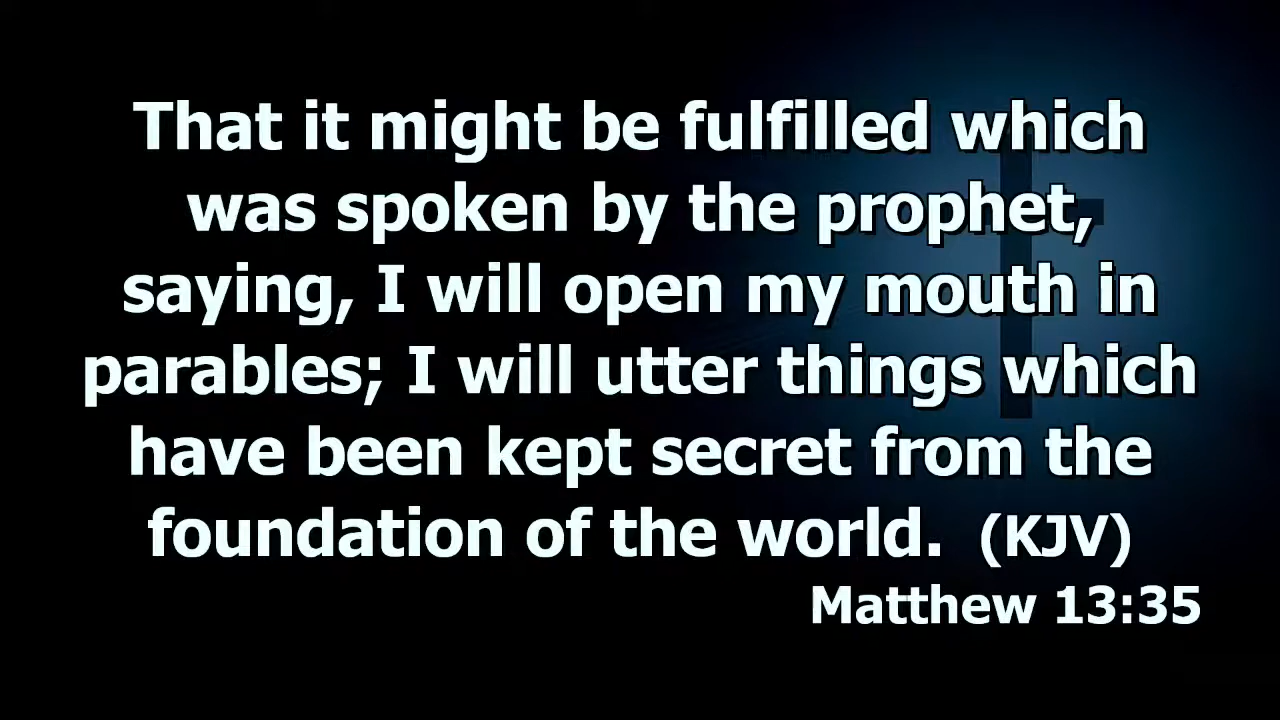 That it might be fulfilled which
was spoken by the prophet,
saying, I will open my mouth in
parables; I will utter things which
have been kept secret from the
foundation of the world. (KJV)
Matthew 13:35